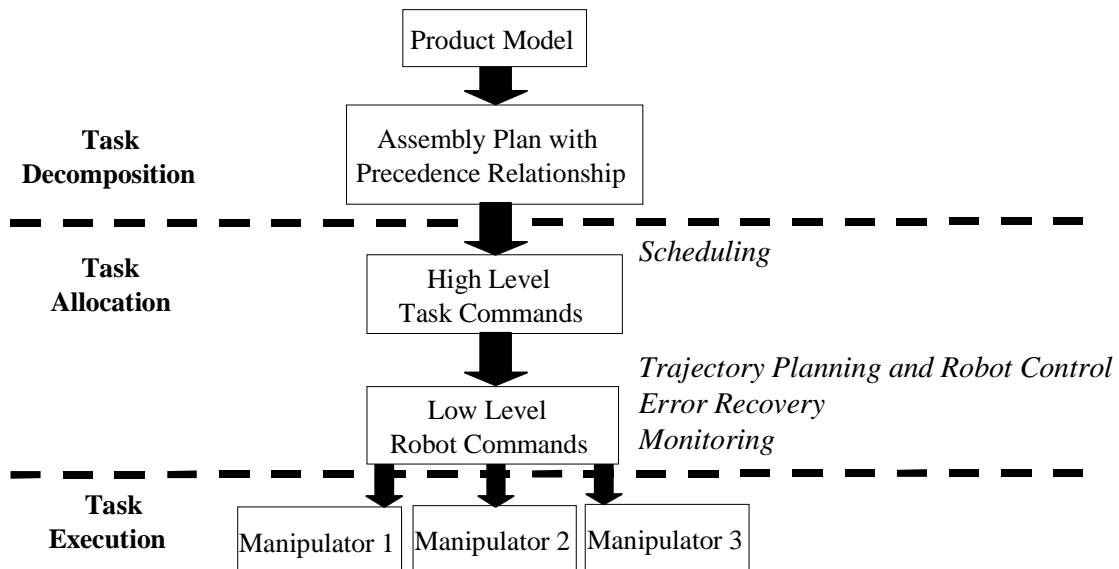 Product Model
Task
Decomposition
Assembly Plan with
Precedence Relationship
Scheduling
Task
Allocation
High Level
Task Commands
Trajectory Planning and Robot Control
Error Recovery
Monitoring
Low Level
Robot Commands
Task
Execution
Manipulator 1
Manipulator 2
Manipulator 3